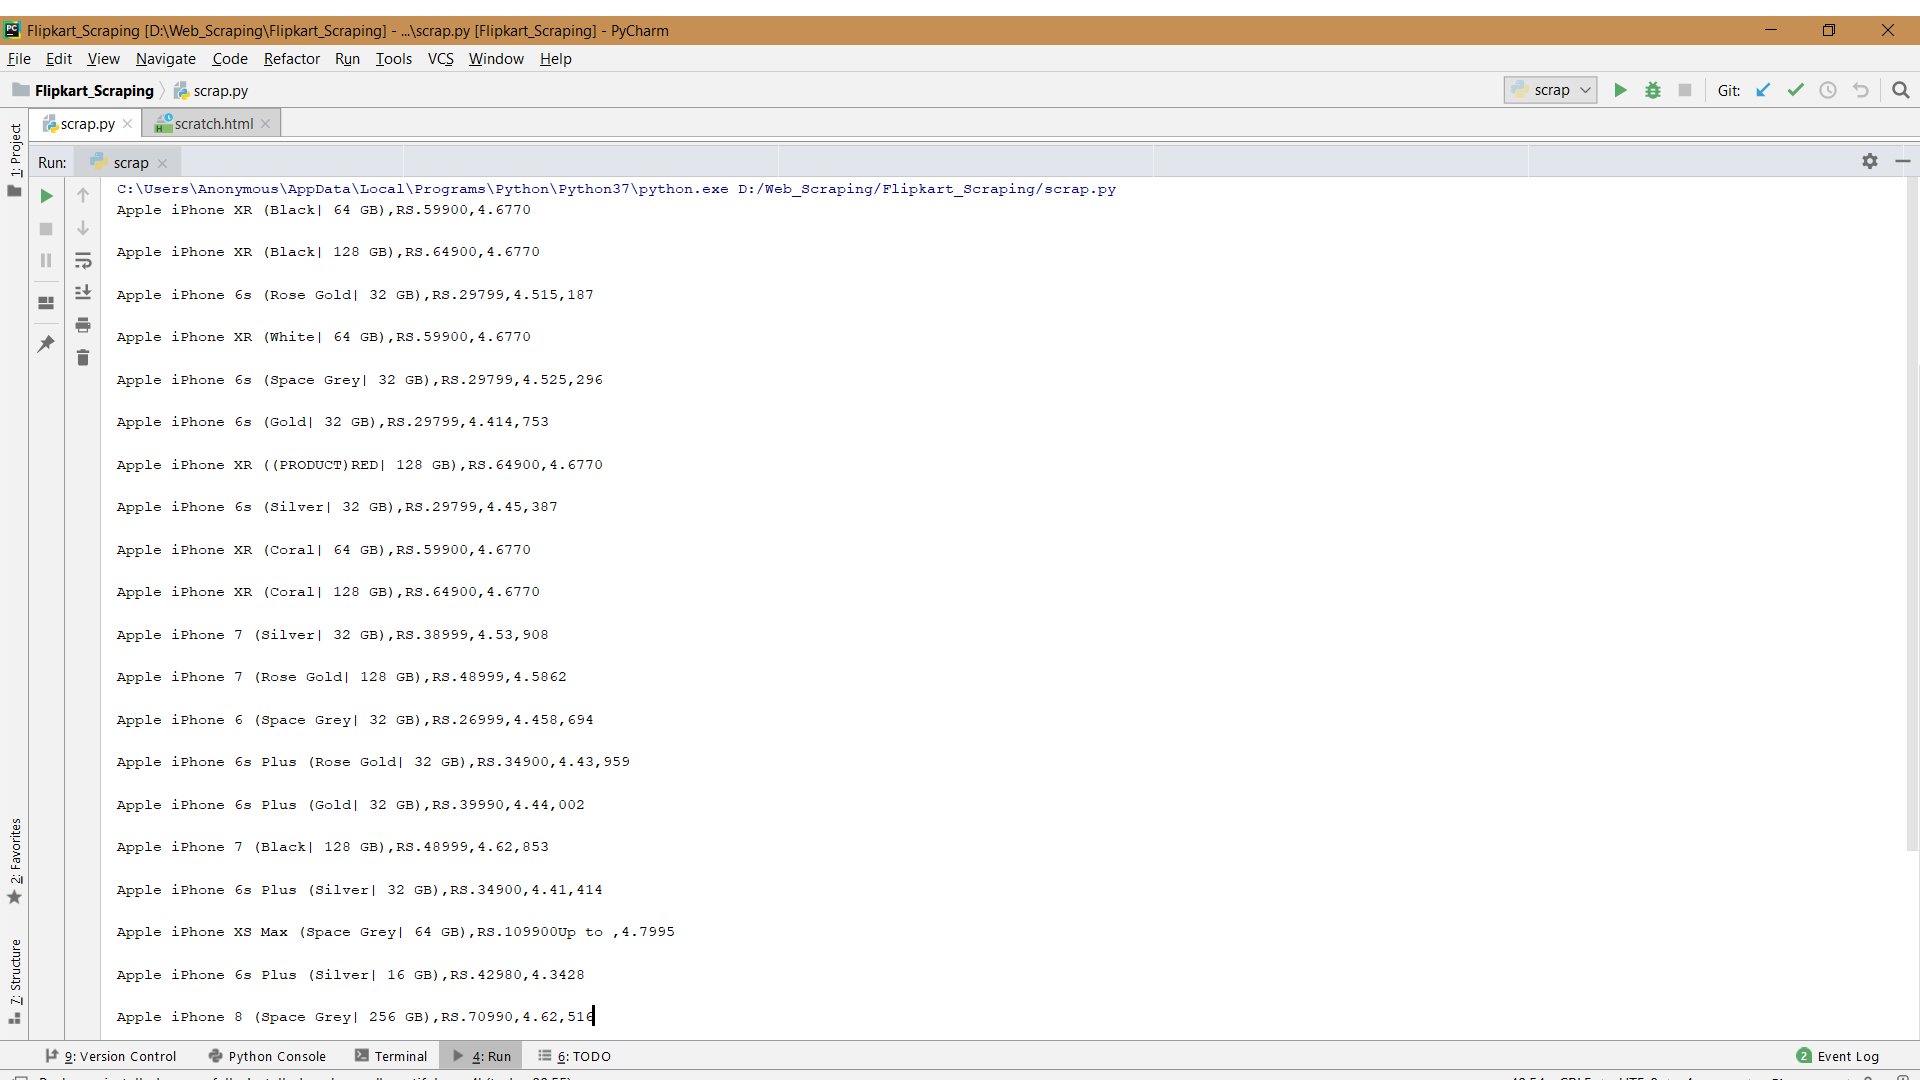 Flipkart_Scraping [D:\Web_Scraping\Flipkart_Scraping] - ...\scrap.py [Flipkart_Scraping] - PyCharm
File Edit View Navigate Code Refactor Run Tools VCS Window Help
Flipkart_Scraping scrap.py scrap Git:
scrap.py scratch.html
1: Project
Run: scrap
C:\Users\Anonymous\AppData\Local\Programs\Python\Python37\python.exe D:/Web_Scraping/Flipkart_Scraping/scrap.py
Apple iPhone XR (Black| 64 GB),RS.59900,4.6770
Apple iPhone XR (Black| 128 GB),RS.64900,4.6770
Apple iPhone 6s (Rose Gold| 32 GB),RS.29799,4.515,187
Apple iPhone XR (White| 64 GB),RS.59900,4.6770
Apple iPhone 6s (Space Grey| 32 GB),RS.29799,4.525,296
Apple iPhone 6s (Gold| 32 GB),RS.29799,4.414,753
Apple iPhone XR ((PRODUCT)RED| 128 GB),RS.64900,4.6770
Apple iPhone 6s (Silver| 32 GB),RS.29799,4.45,387
Apple iPhone XR (Coral| 64 GB),RS.59900,4.6770
Apple iPhone XR (Coral| 128 GB),RS.64900,4.6770
Apple iPhone 7 (Silver| 32 GB),RS.38999,4.53,908
Apple iPhone 7 (Rose Gold| 128 GB),RS.48999,4.5862
Apple iPhone 6 (Space Grey| 32 GB),RS.26999,4.458,694
Apple iPhone 6s Plus (Rose Gold| 32 GB),RS.34900,4.43,959
Apple iPhone 6s Plus (Gold| 32 GB),RS.39990,4.44,002
Apple iPhone 7 (Black| 128 GB),RS.48999,4.62,853
Apple iPhone 6s Plus (Silver| 32 GB),RS.34900,4.41,414
Apple iPhone XS Max (Space Grey| 64 GB),RS.109900Up to ,4.7995
Apple iPhone 6s Plus (Silver| 16 GB),RS.42980,4.3428
Apple iPhone 8 (Space Grey| 256 GB),RS.70990,4.62,516
2: Favorites
7: Structure
9: Version Control Python Console Terminal 4: Run 6: TODO 2 Event Log